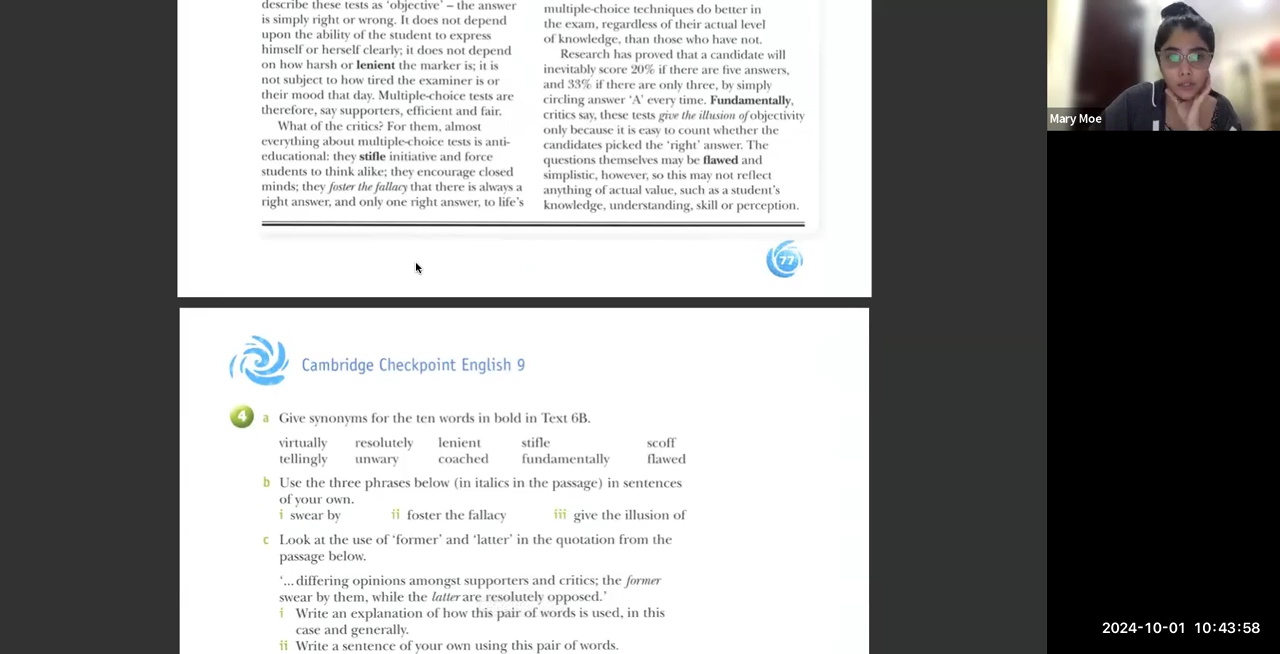 describe these tests as ‘objective’ – the answer
is simply right or wrong. It does not depend
upon the ability of the student to express
himself or herself clearly; it does not depend
on how harsh or lenient the marker is; it is
not subject to how tired the examiner is or
their mood that day. Multiple-choice tests are
therefore, say supporters, efficient and fair.
What of the critics? For them, almost
everything about multiple-choice tests is anti-
educational: they stifle initiative and force
students to think alike; they encourage closed
minds; they foster the fallacy that there is always a
right answer, and only one right answer, to life’s
multiple-choice techniques do better in
the exam, regardless of their actual level
of knowledge, than those who have not.
Research has proved that a candidate will
inevitably score 20% if there are five answers,
and 33% if there are only three, by simply
circling answer ‘A’ every time. Fundamentally,
critics say, these tests give the illusion of objectivity
only because it is easy to count whether the
candidates picked the ‘right’ answer. The
questions themselves may be flawed and
simplistic, however, so this may not reflect
anything of actual value, such as a student’s
knowledge, understanding, skill or perception.
77
Cambridge Checkpoint English 9
4 a Give synonyms for the ten words in bold in Text 6B.
virtually resolutely lenient stifle scoff
tellingly unwary coached fundamentally flawed
b Use the three phrases below (in italics in the passage) in sentences
of your own.
i swear by ii foster the fallacy iii give the illusion of
c Look at the use of ‘former’ and ‘latter’ in the quotation from the
passage below.
‘... differing opinions amongst supporters and critics; the former
swear by them, while the latter are resolutely opposed.’
i Write an explanation of how this pair of words is used, in this
case and generally.
ii Write a sentence of your own using this pair of words.
Mary Moe
2024-10-01 10:43:58